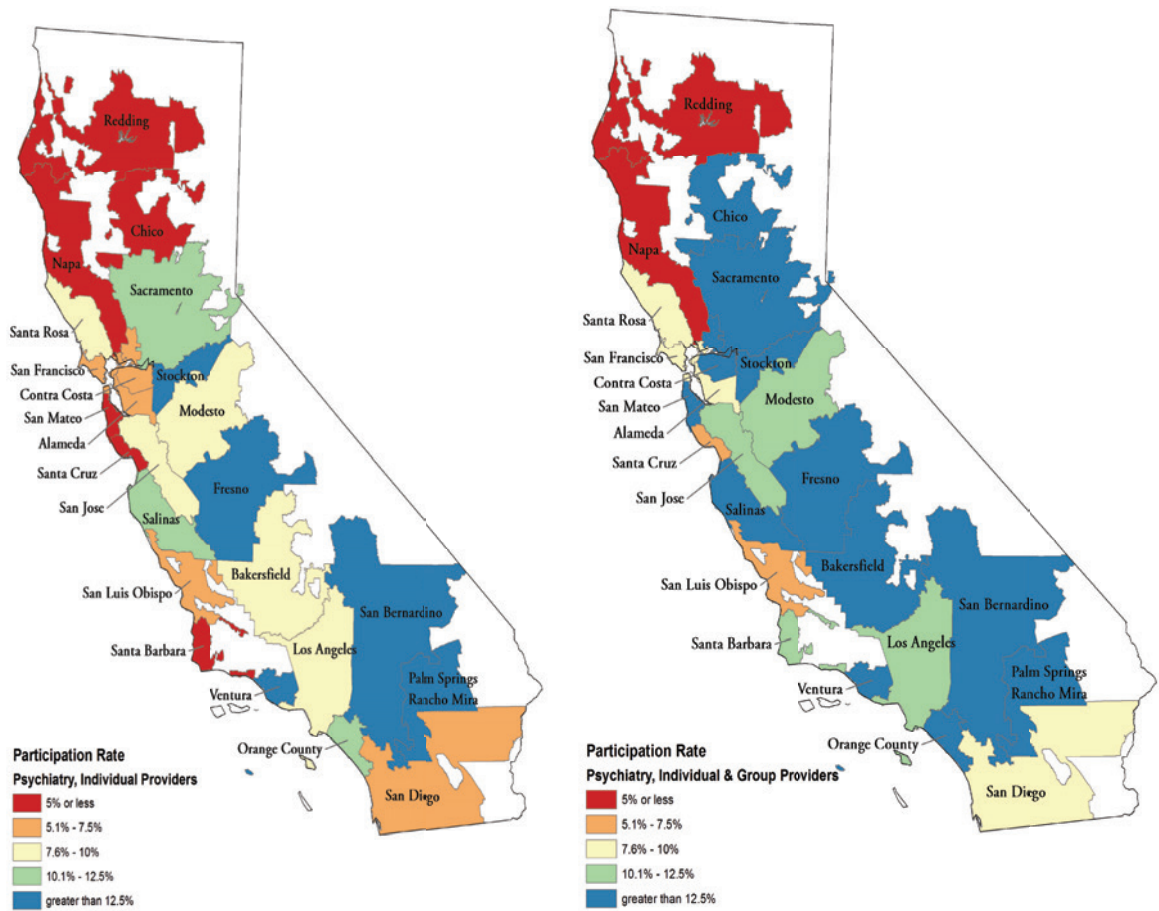 Redding
Chico
Napa
Sacramento
Santa Rosa
San Francisco
Stockton
Contra Costa
San Mateo
Modesto
Alameda
Santa Cruz
Fresno
San Jose
Salinas
Bakersfield
San Luis Obispo
San Bernardino
Santa Barbara
Los Angeles
Palm Springs
Ventura
Rancho Mira
Orange County
San Diego
Participation Rate
Psychiatry, Individual Providers
5% or less
5.1% - 7.5%
7.6% - 10%
10.1% - 12.5%
greater than 12.5%
Redding
Chico
Napa
Sacramento
Santa Rosa
San Francisco
Stockton
Contra Costa
San Mateo
Modesto
Alameda
Santa Cruz
Fresno
San Jose
Salinas
Bakersfield
San Luis Obispo
San Bernardino
Santa Barbara
Los Angeles
Palm Springs
Ventura
Rancho Mira
Orange County
San Diego
Participation Rate
Psychiatry, Individual & Group Providers
5% or less
5.1% - 7.5%
7.6% - 10%
10.1% - 12.5%
greater than 12.5%